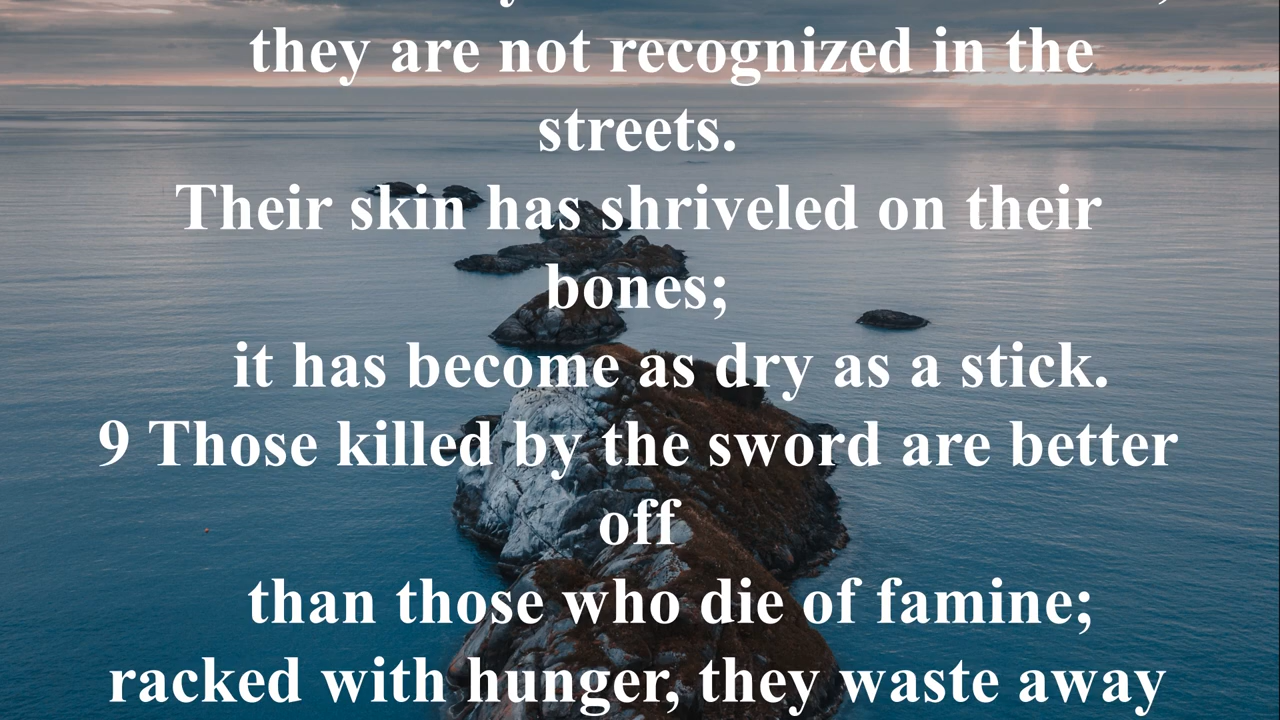 they are not recognized in the
streets.
Their skin has shriveled on their
bones;
it has become as dry as a stick.
9 Those killed by the sword are better
off
than those who die of famine;
racked with hunger, they waste away